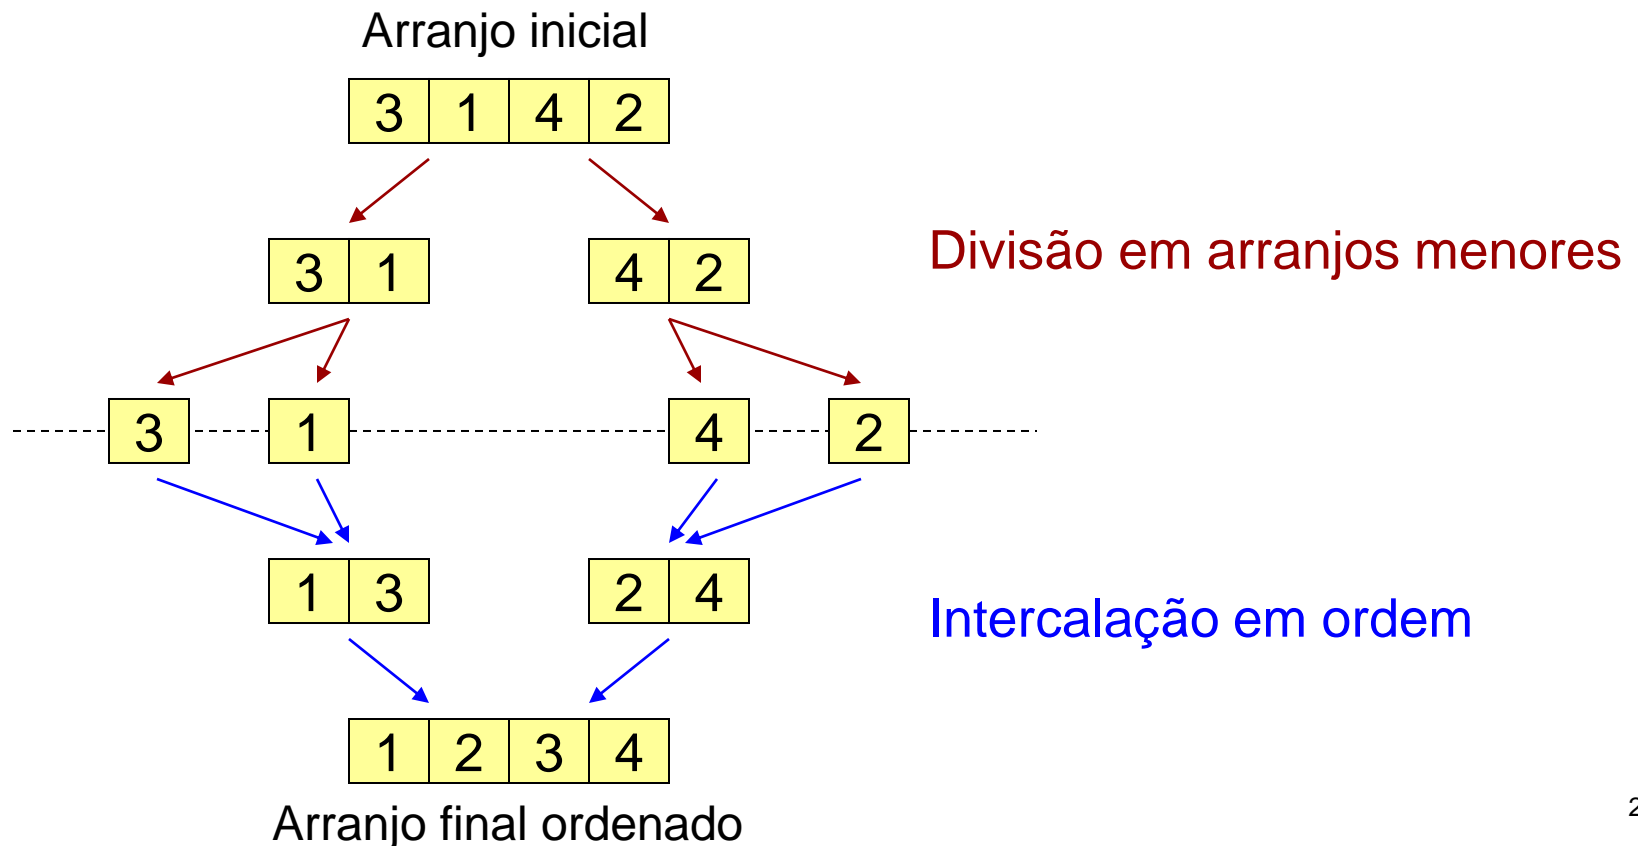 Arranjo inicial
3 1 4 2
3 1 4 2
Divisão em arranjos menores
3 1 4 2
1 3 2 4
Intercalação em ordem
1 2 3 4
Arranjo final ordenado
2